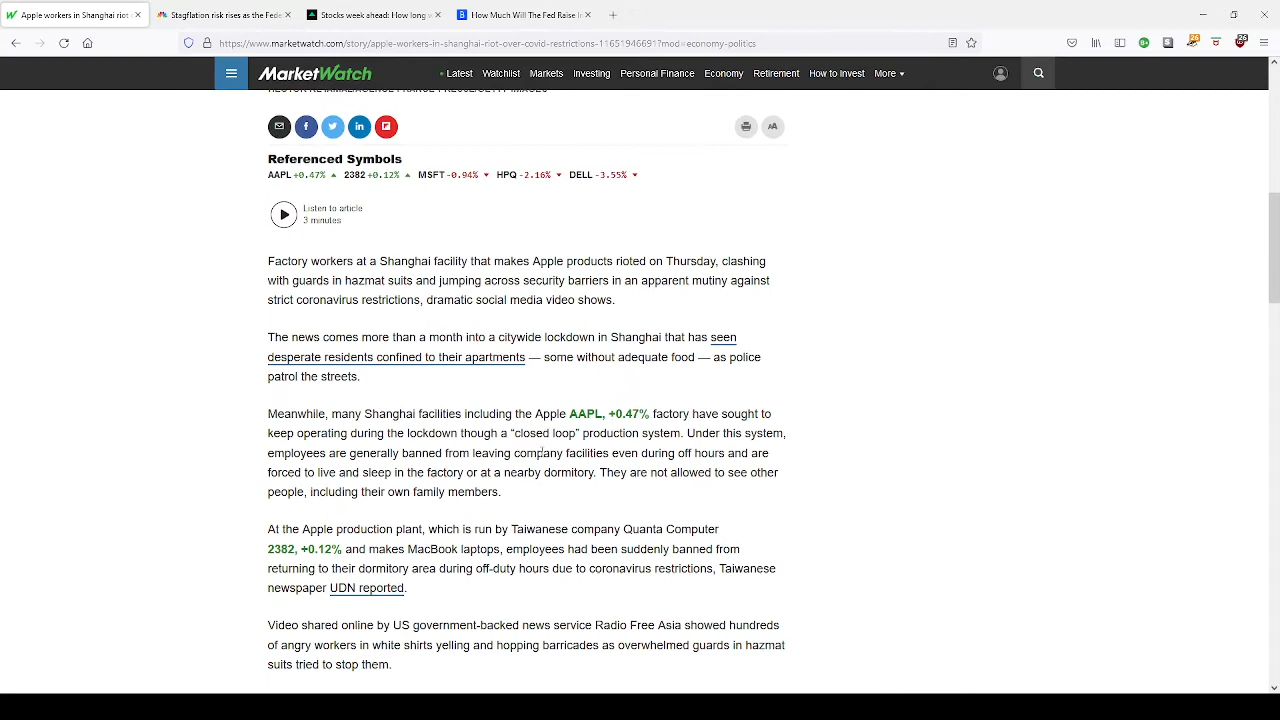 Apple workers in Shanghai riot
Stagflation risk rises as the Fede
Stocks week ahead: How long
How Much Will The Fed Raise In
https://www.marketwatch.com/story/apple-workers-in-shanghai-riot-over-covid-restrictions-11651946691?mod=economy-politics
26
26
MarketWatch
Latest Watchlist Markets Investing Personal Finance Economy Retirement How to Invest More
AA
Referenced Symbols
AAPL +0.47% 2382 +0.12% MSFT -0.94% HPQ -2.16% DELL -3.55%
Listen to article
3 minutes
Factory workers at a Shanghai facility that makes Apple products rioted on Thursday, clashing
with guards in hazmat suits and jumping across security barriers in an apparent mutiny against
strict coronavirus restrictions, dramatic social media video shows.
The news comes more than a month into a citywide lockdown in Shanghai that has seen
desperate residents confined to their apartments — some without adequate food — as police
patrol the streets.
Meanwhile, many Shanghai facilities including the Apple AAPL, +0.47% factory have sought to
keep operating during the lockdown though a “closed loop” production system. Under this system,
employees are generally banned from leaving company facilities even during off hours and are
forced to live and sleep in the factory or at a nearby dormitory. They are not allowed to see other
people, including their own family members.
At the Apple production plant, which is run by Taiwanese company Quanta Computer
2382, +0.12% and makes MacBook laptops, employees had been suddenly banned from
returning to their dormitory area during off-duty hours due to coronavirus restrictions, Taiwanese
newspaper UDN reported.
Video shared online by US government-backed news service Radio Free Asia showed hundreds
of angry workers in white shirts yelling and hopping barricades as overwhelmed guards in hazmat
suits tried to stop them.